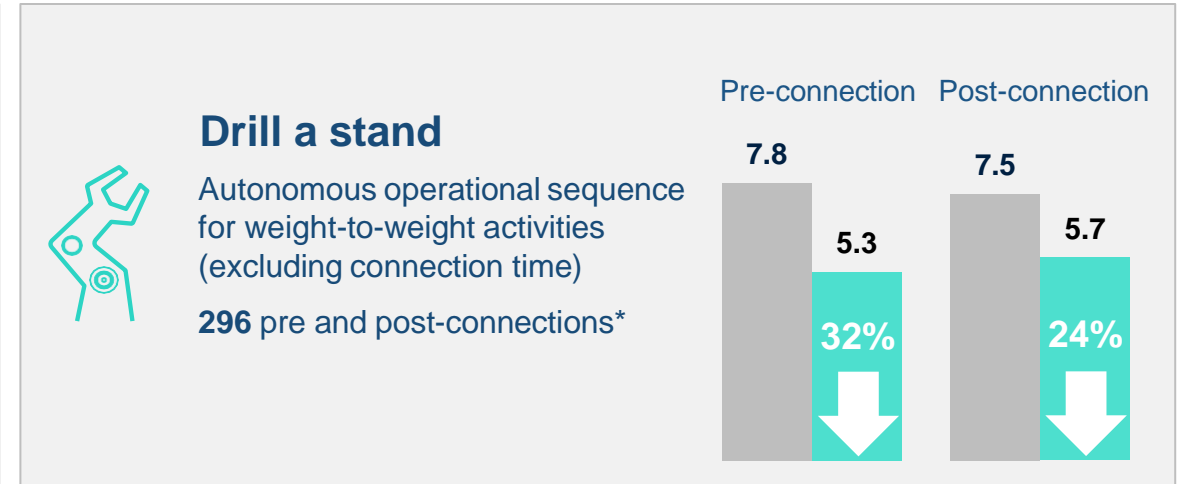 Drill a stand
Autonomous operational sequence
for weight-to-weight activities
(excluding connection time)
296 pre and post-connections*
Pre-connection
7.8
5.3
32%
Post-connection
7.5
5.7
24%